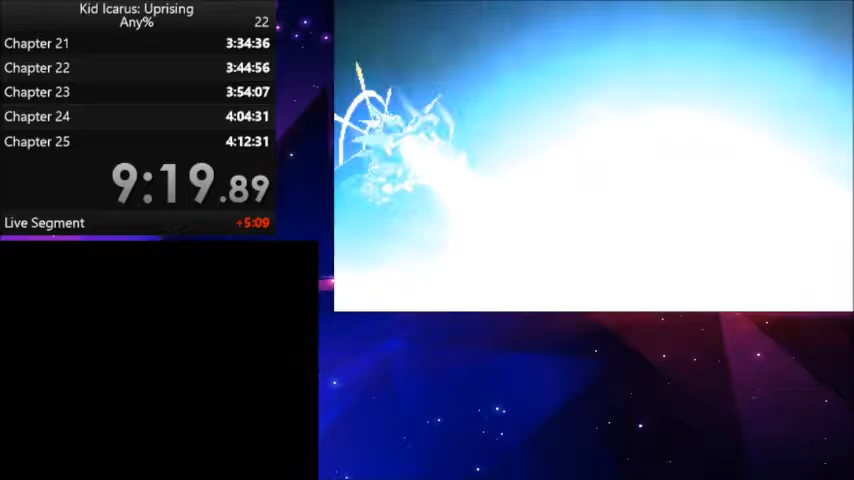 Kid Icarus: Uprising
Any% 22
Chapter 21 3:34:36
Chapter 22 3:44:56
Chapter 23 3:54:07
Chapter 24 4:04:31
Chapter 25 4:12:31
9:19.89
Live Segment +5:09